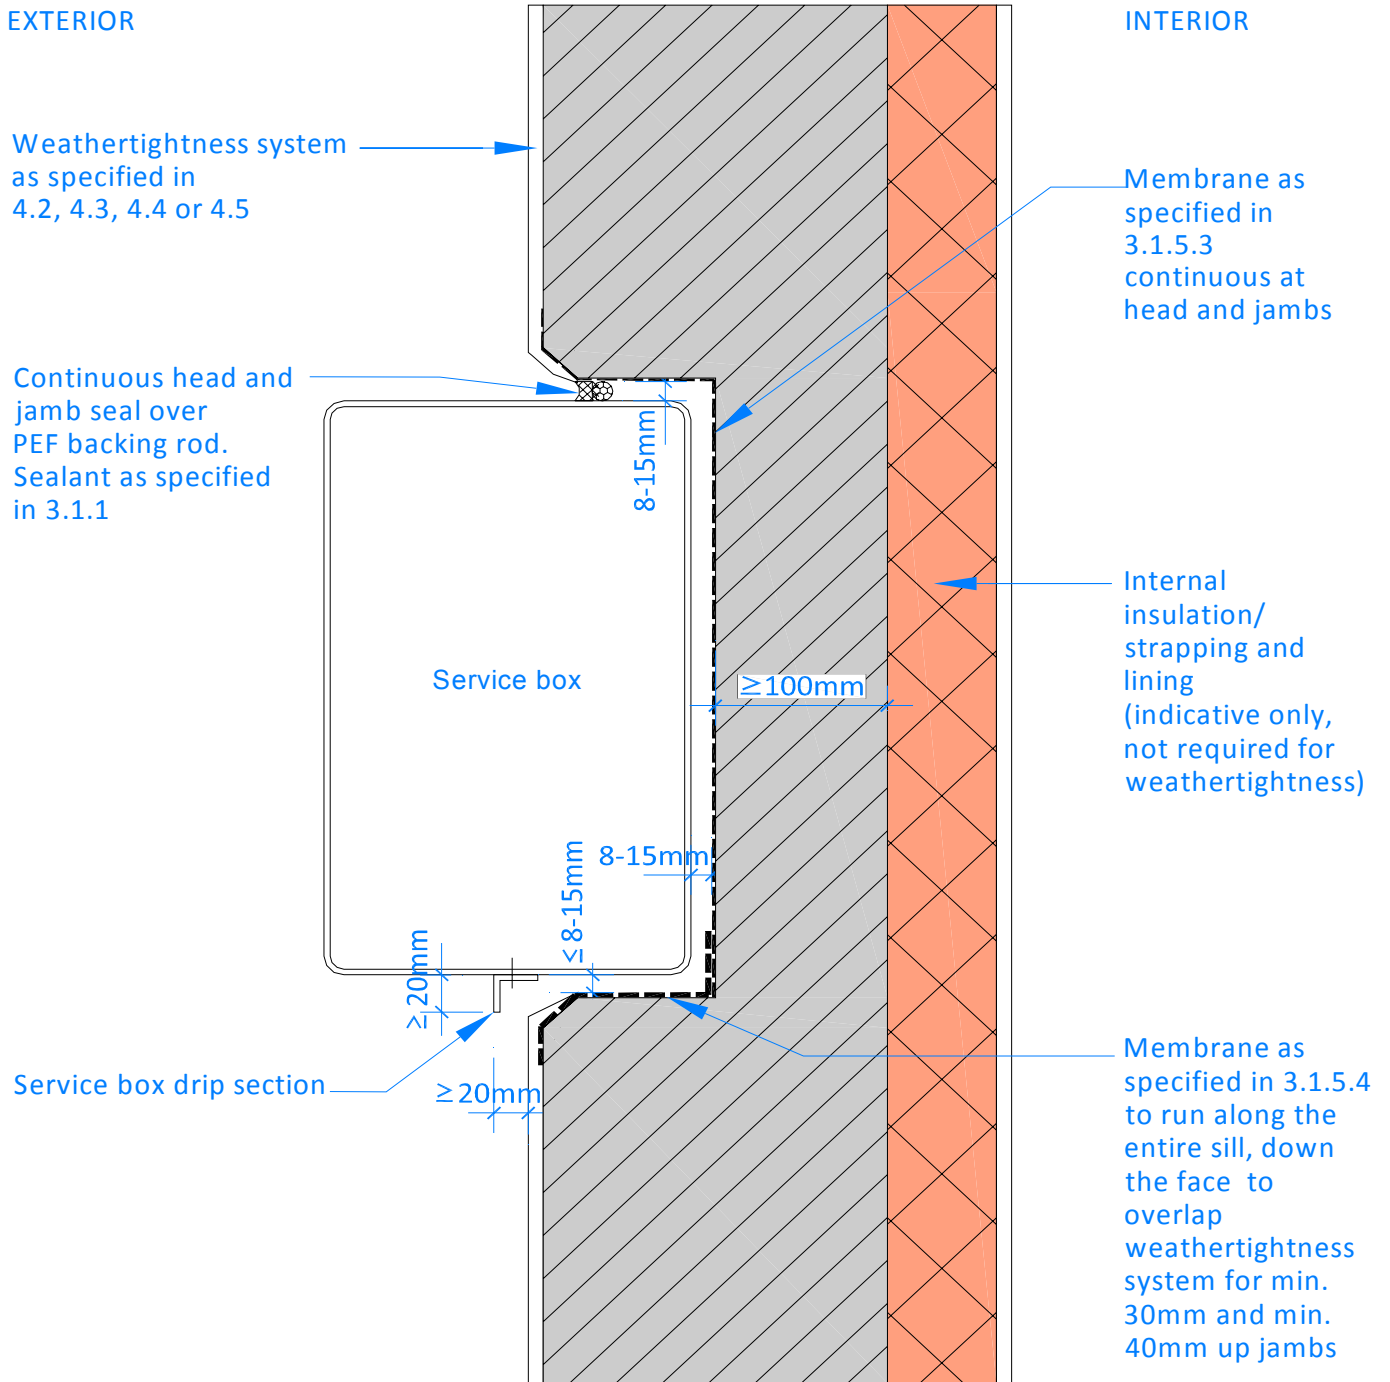 EXTERIOR
INTERIOR
Weathertightness system
as specified in
4.2, 4.3, 4.4 or 4.5
Membrane as
specified in
3.1.5.3
continuous at
head and jambs
Continuous head and
jamb seal over
PEF backing rod.
Sealant as specified
in 3.1.1
8-15mm
Internal
insulation/
strapping and
lining
(indicative only,
not required for
weathertightness)
Service box
≥100mm
8-15mm
≤8-15mm
≥20mm
Service box drip section
≥20mm
Membrane as
specified in 3.1.5.4
to run along the
entire sill, down
the face to
overlap
weathertightness
system for min.
30mm and min.
40mm up jambs